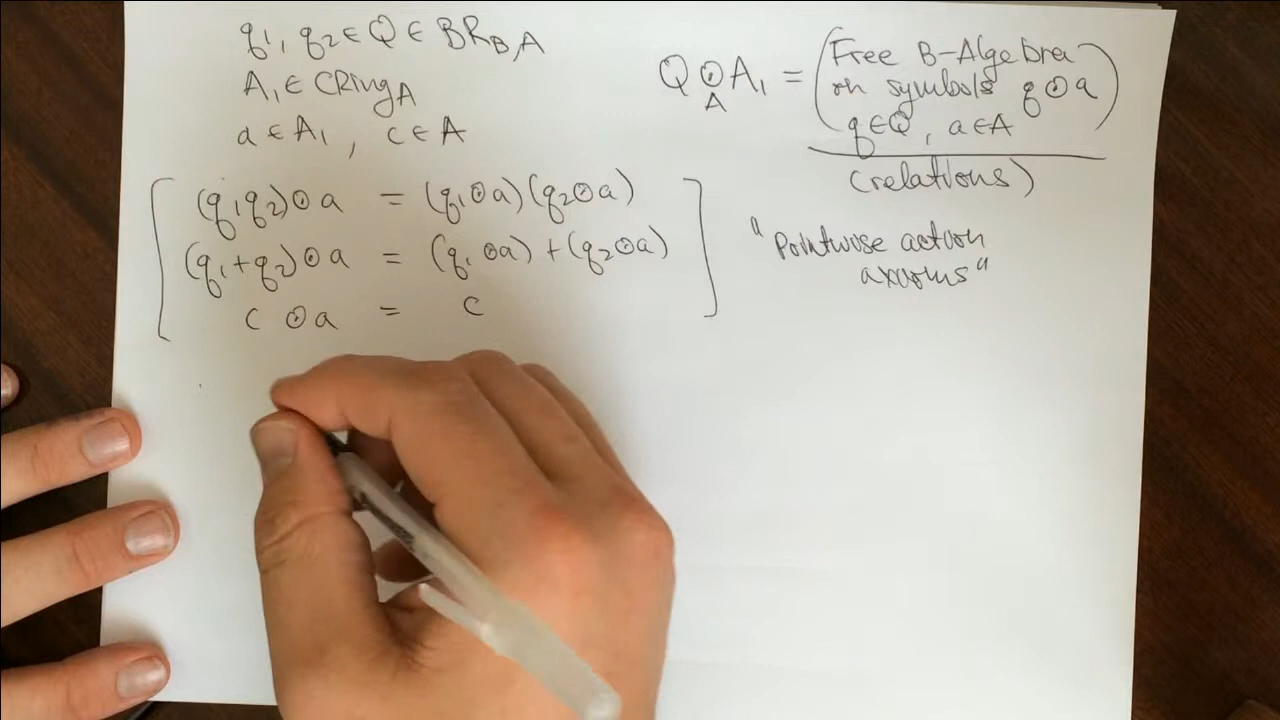 q₁, q₂ ∈ Q ∈ BR_{B,A}
A₁ ∈ CRing_A
a ∈ A₁ , c ∈ A
(q₁q₂)⊙a = (q₁⊙a)(q₂⊙a)
(q₁+q₂)⊙a = (q₁⊙a)+(q₂⊙a)
c ⊙a = c
Q ⊙_A A₁ = (Free B-Algebra
on symbols q⊙a
q∈Q, a∈A)
(relations)
"Pointwise action
axioms"